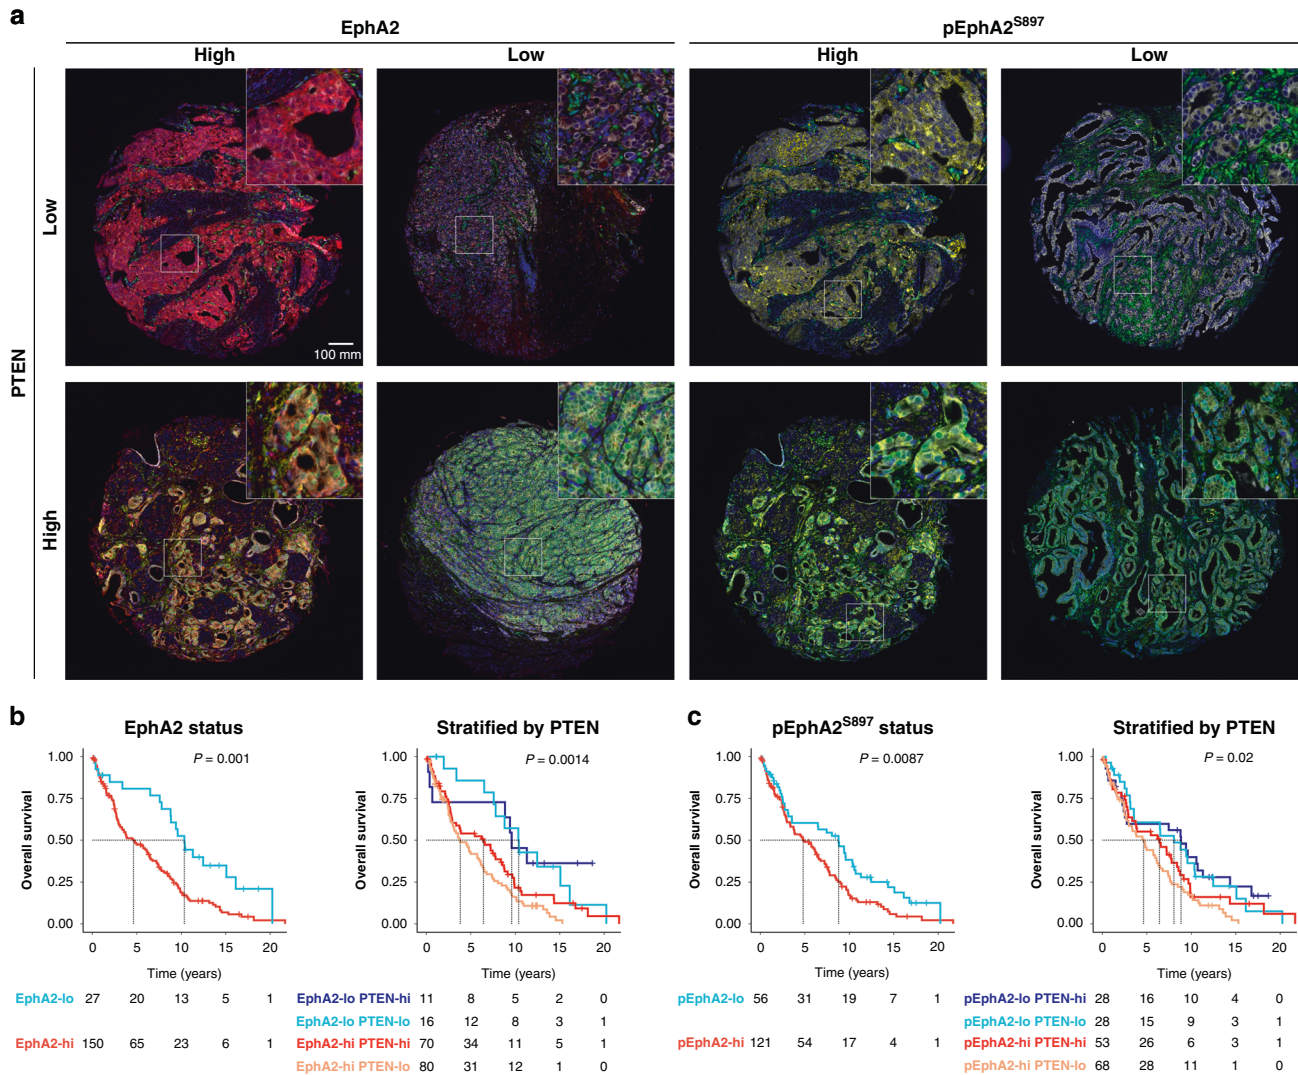 a
EphA2
pEphA2^S897
High
Low
High
Low
PTEN
Low
100 mm
High
b
EphA2 status
Stratified by PTEN
c
pEphA2^S897 status
Stratified by PTEN
Overall survival
1.00
0.75
0.50
0.25
0.00
P = 0.001
0 5 10 15 20
Time (years)
EphA2-lo 27 20 13 5 1
EphA2-hi 150 65 23 6 1
Overall survival
1.00
0.75
0.50
0.25
0.00
P = 0.0014
0 5 10 15 20
Time (years)
EphA2-lo PTEN-hi 11 8 5 2 0
EphA2-lo PTEN-lo 16 12 8 3 1
EphA2-hi PTEN-hi 70 34 11 5 1
EphA2-hi PTEN-lo 80 31 12 1 0
Overall survival
1.00
0.75
0.50
0.25
0.00
P = 0.0087
0 5 10 15 20
Time (years)
pEphA2-lo 56 31 19 7 1
pEphA2-hi 121 54 17 4 1
Overall survival
1.00
0.75
0.50
0.25
0.00
P = 0.02
0 5 10 15 20
Time (years)
pEphA2-lo PTEN-hi 28 16 10 4 0
pEphA2-lo PTEN-lo 28 15 9 3 1
pEphA2-hi PTEN-hi 53 26 6 3 1
pEphA2-hi PTEN-lo 68 28 11 1 0